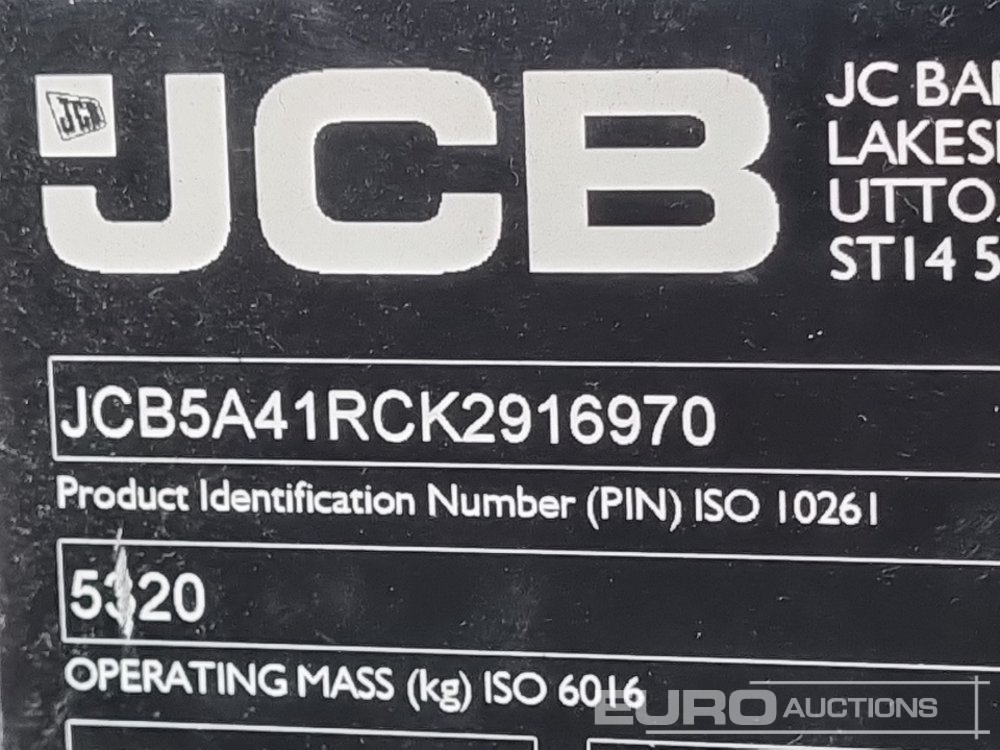 JCB
JCB
JC BA
LAKES
UTTO
ST14 5
JCB5A41RCK2916970
Product Identification Number (PIN) ISO 10261
5320
OPERATING MASS (kg) ISO 6016
EURO AUCTIONS